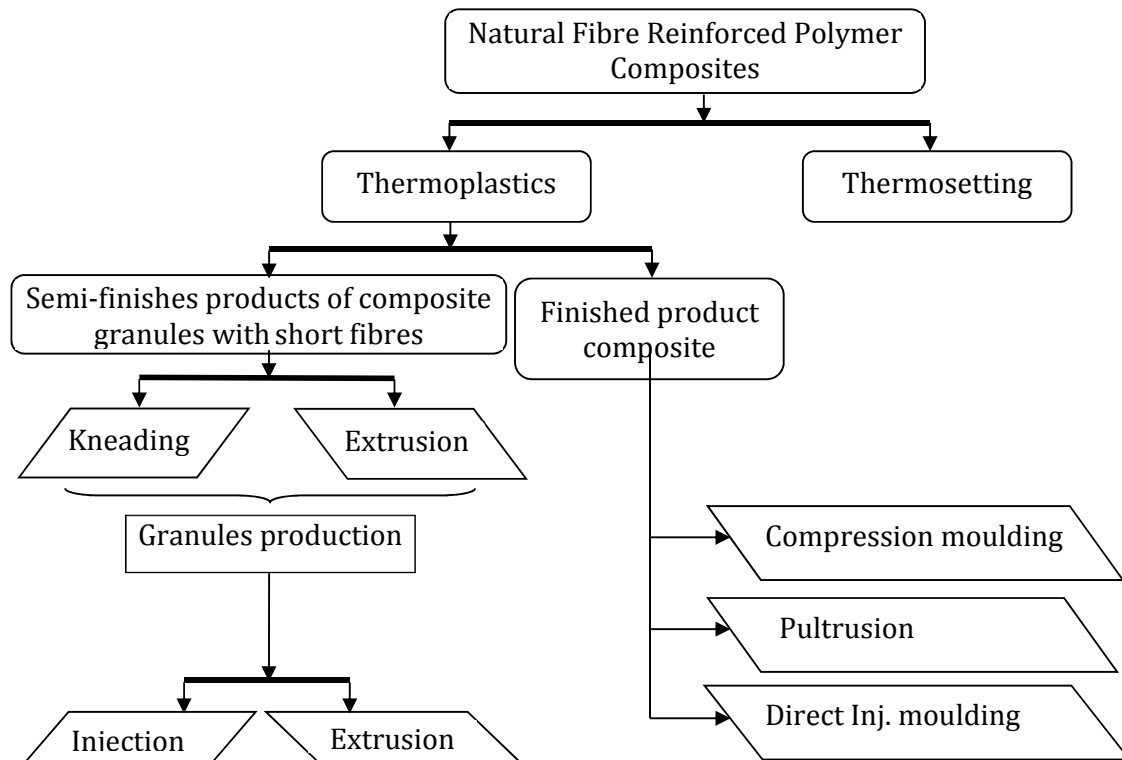 Natural Fibre Reinforced Polymer
Composites
Thermoplastics
Thermosetting
Semi-finishes products of composite
granules with short fibres
Finished product
composite
Kneading
Extrusion
Granules production
Compression moulding
Pultrusion
Direct Inj. moulding
Injection
Extrusion